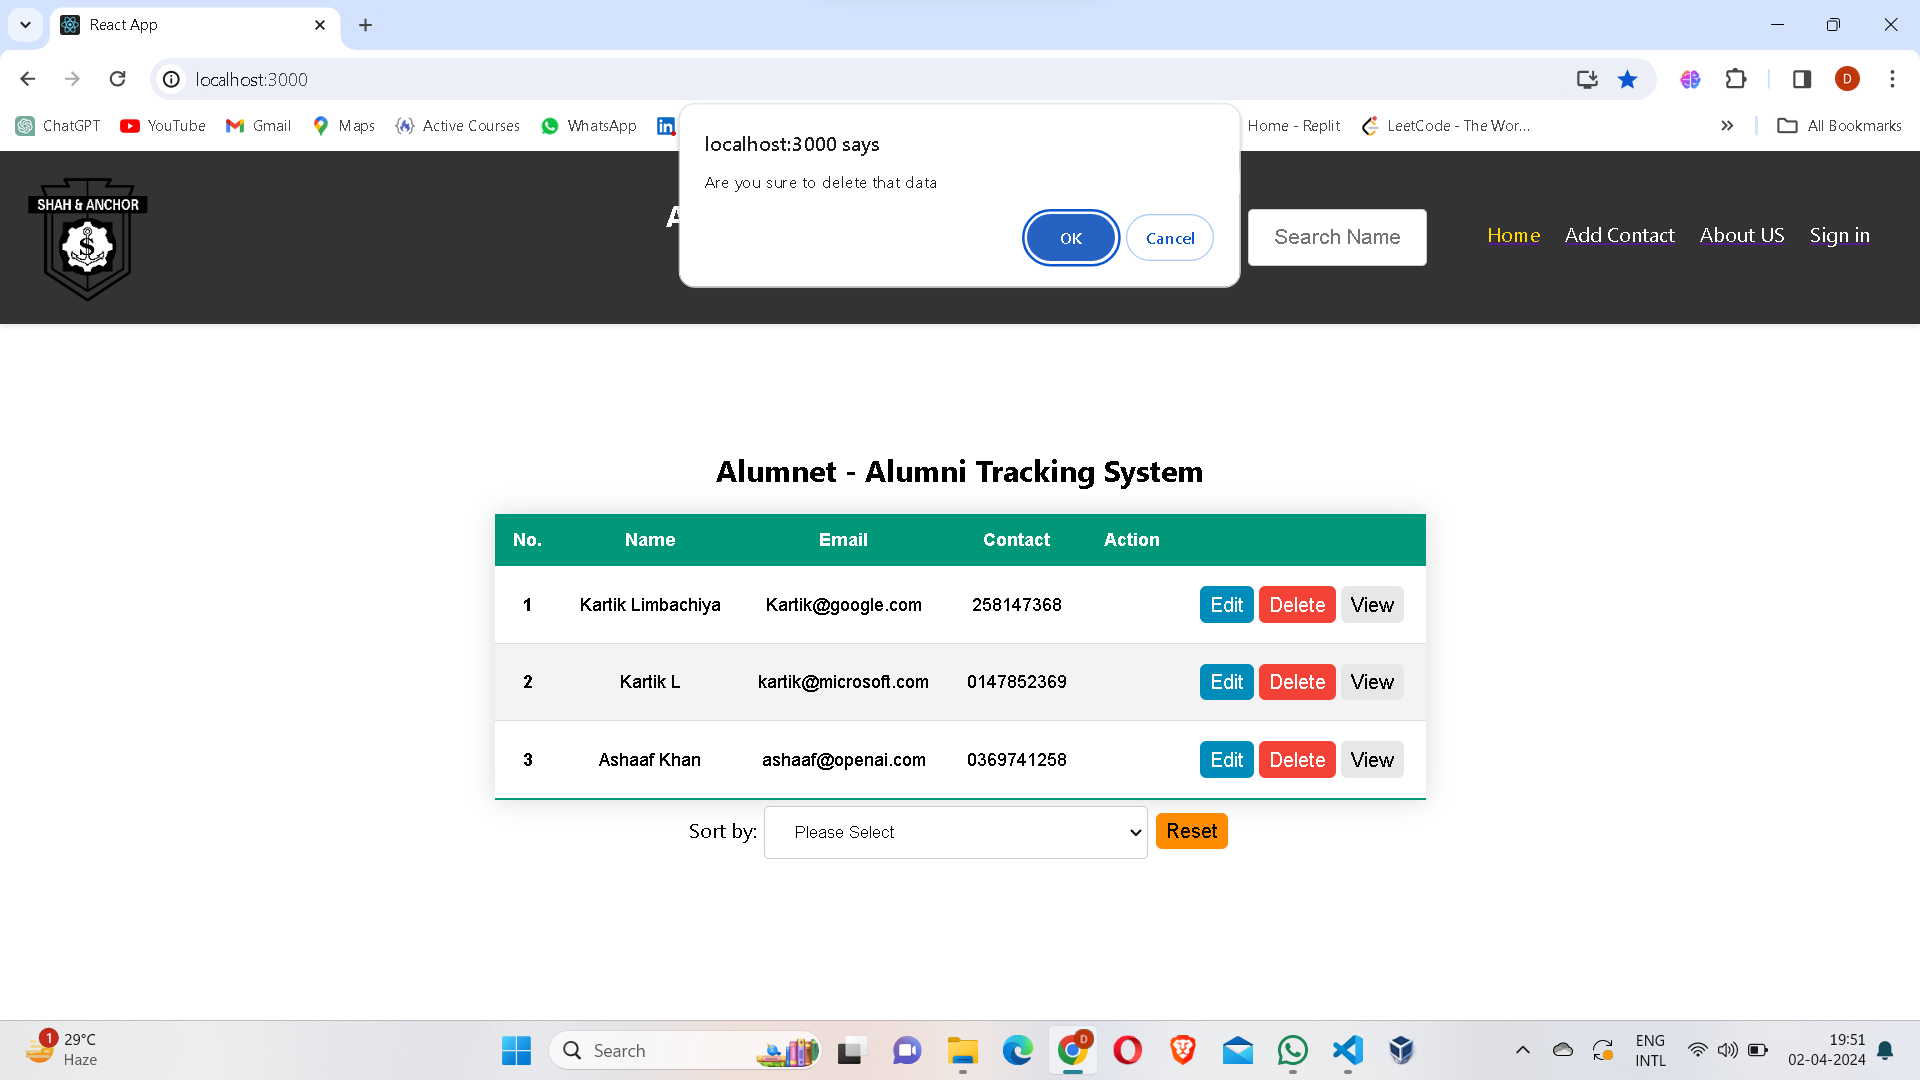 React App
localhost:3000
ChatGPT YouTube Gmail Maps Active Courses WhatsApp Home - Replit LeetCode - The Wor... All Bookmarks
localhost:3000 says
Are you sure to delete that data
OK Cancel
SHAH & ANCHOR
S
A
Search Name
Home Add Contact About US Sign in
Alumnet - Alumni Tracking System
No. Name Email Contact Action
1 Kartik Limbachiya Kartik@google.com 258147368 Edit Delete View
2 Kartik L kartik@microsoft.com 0147852369 Edit Delete View
3 Ashaaf Khan ashaaf@openai.com 0369741258 Edit Delete View
Sort by: Please Select Reset
1 29°C
Haze
Search
D
ENG
INTL
19:51
02-04-2024